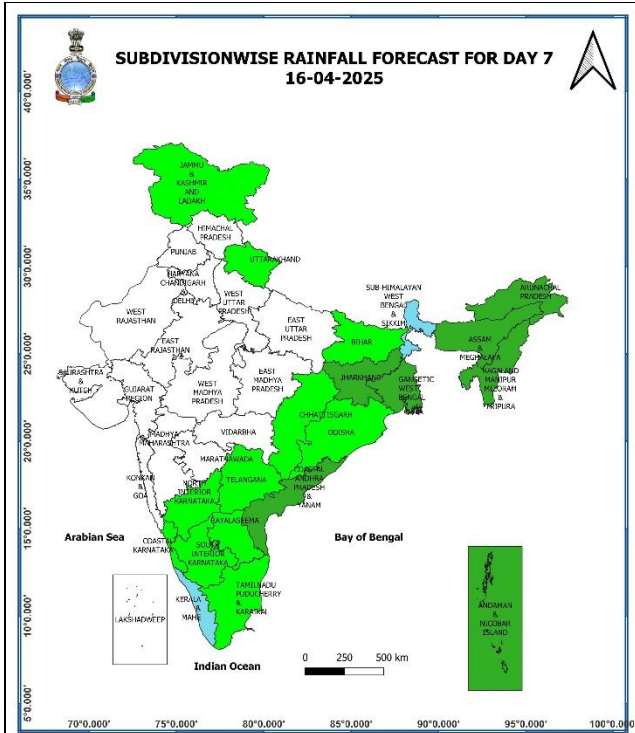 SUBDIVISIONWISE RAINFALL FORECAST FOR DAY 7
16-04-2025
40°0.000'
35°0.000'
30°0.000'
25°0.000'
20°0.000'
15°0.000'
10°0.000'
5°0.000'
JAMMU
&
KASHMIR
AND
LADAKH
HIMACHAL
PRADESH
PUNJAB
UTTARAKHAND
HARYANA
CHANDIGARH
&
DELHI
WEST
UTTAR
PRADESH
WEST
RAJASTHAN
EAST
RAJASTHAN
EAST
UTTAR
PRADESH
SUB-HIMALAYAN
WEST
BENGAL
&
SIKKIM
ARUNACHAL
PRADESH
ASSAM
&
MEGHALAYA
NAGALAND
MANIPUR
MIZORAM
&
TRIPURA
BIHAR
JHARKHAND
GANGETIC
WEST
BENGAL
SAURASHTRA
&
KUTCH
GUJARAT
REGION
WEST
MADHYA
PRADESH
EAST
MADHYA
PRADESH
CHHATTISGARH
ODISHA
MADHYA
MAHARASHTRA
VIDARBHA
MARATHAWADA
KONKAN
&
GOA
NORTH
INTERIOR
KARNATAKA
TELANGANA
COASTAL
ANDHRA
PRADESH
&
YANAM
RAYALASEEMA
Arabian Sea
Bay of Bengal
COASTAL
KARNATAKA
SOUTH
INTERIOR
KARNATAKA
TAMILNADU
PUDUCHERRY
&
KARAIKAL
KERALA
&
MAHE
LAKSHADWEEP
ANDAMAN
&
NICOBAR
ISLAND
Indian Ocean
0 250 500 km
70°0.000' 75°0.000' 80°0.000' 85°0.000' 90°0.000' 95°0.000' 100°0.000'